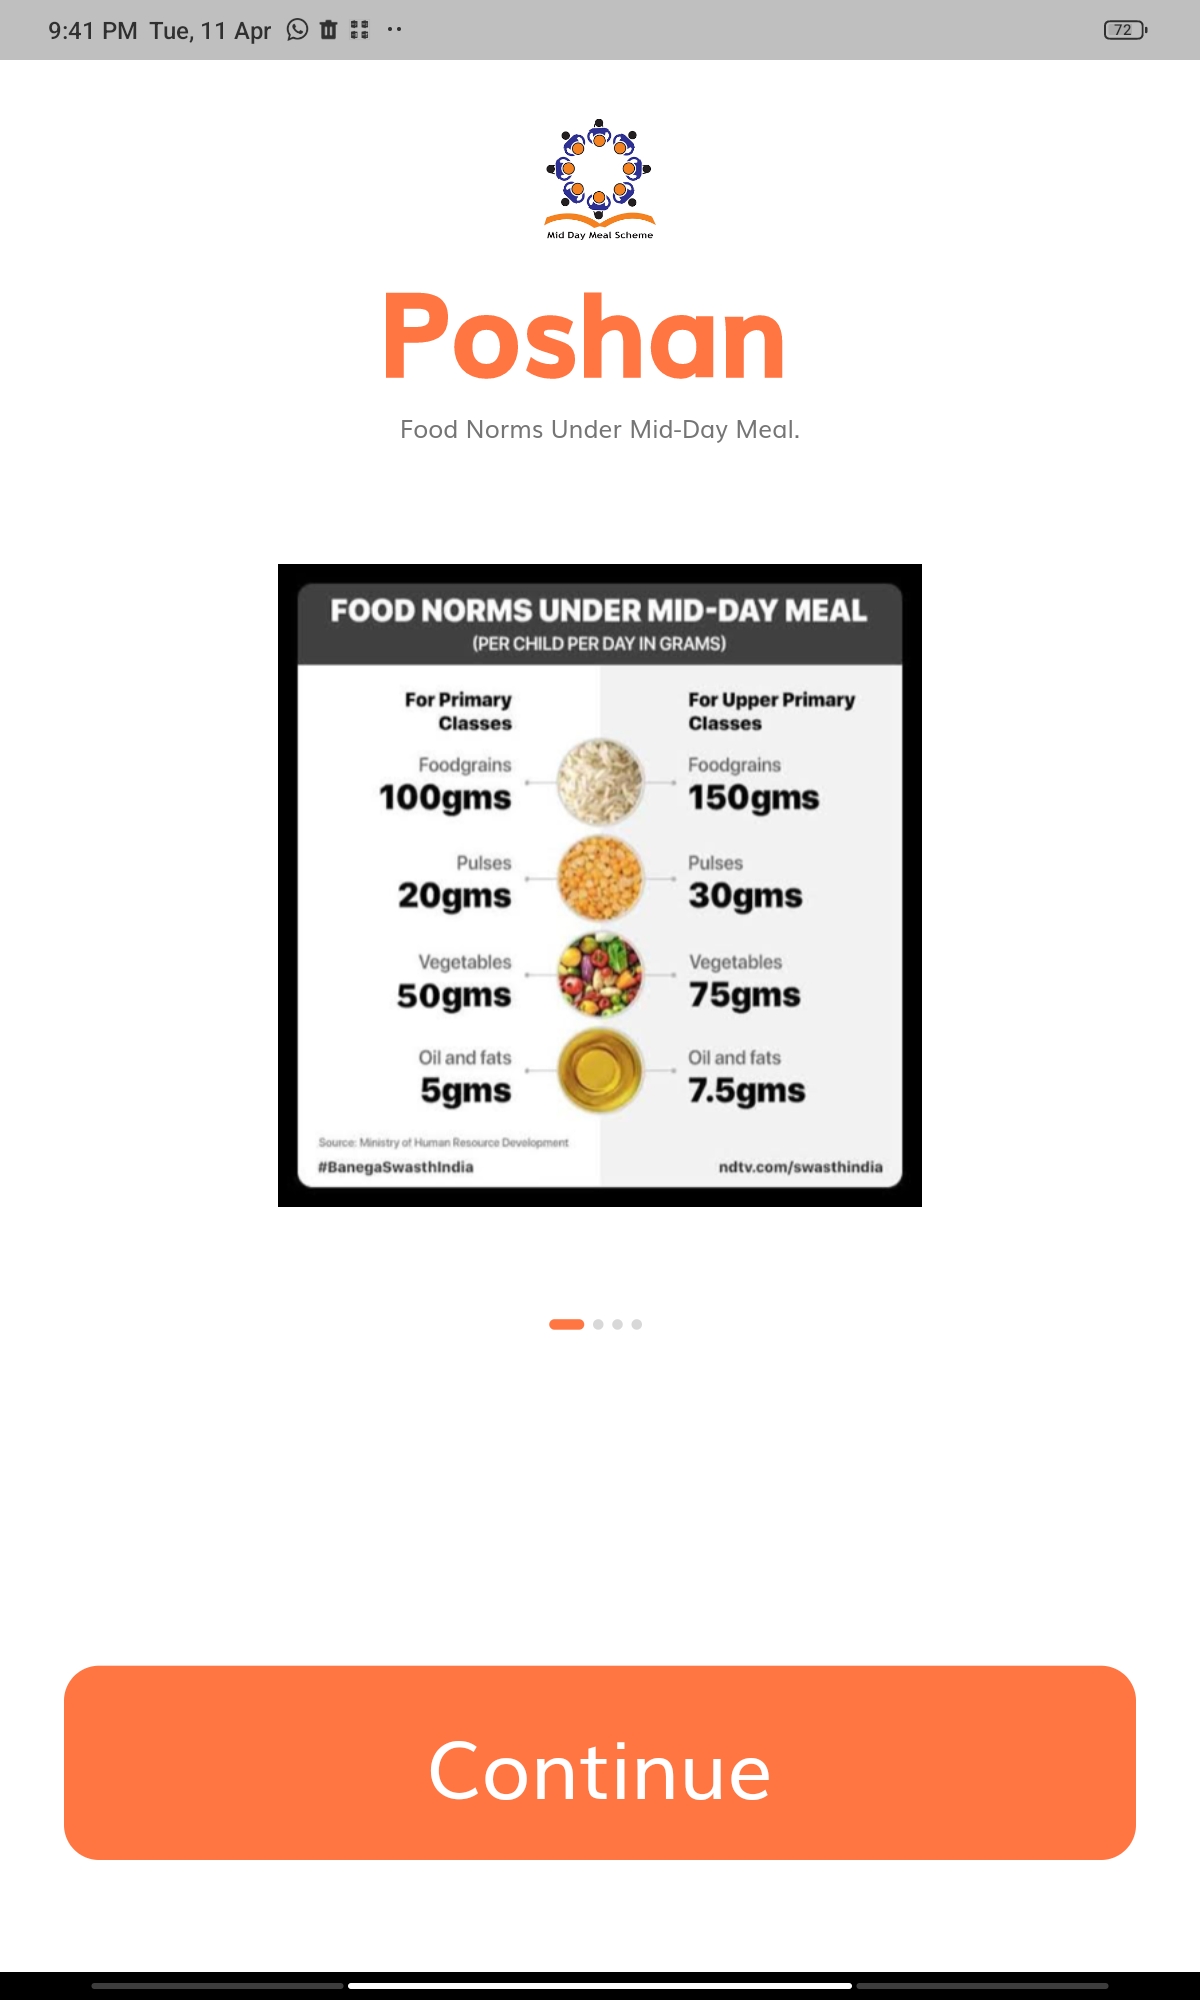 9:41 PM Tue, 11 Apr
72
Mid Day Meal Scheme
Poshan
Food Norms Under Mid-Day Meal.
FOOD NORMS UNDER MID-DAY MEAL
(PER CHILD PER DAY IN GRAMS)
For Primary
Classes
Foodgrains
100gms
Pulses
20gms
Vegetables
50gms
Oil and fats
5gms
For Upper Primary
Classes
Foodgrains
150gms
Pulses
30gms
Vegetables
75gms
Oil and fats
7.5gms
Source: Ministry of Human Resource Development
#BanegaSwasthIndia
ndtv.com/swasthindia
Continue